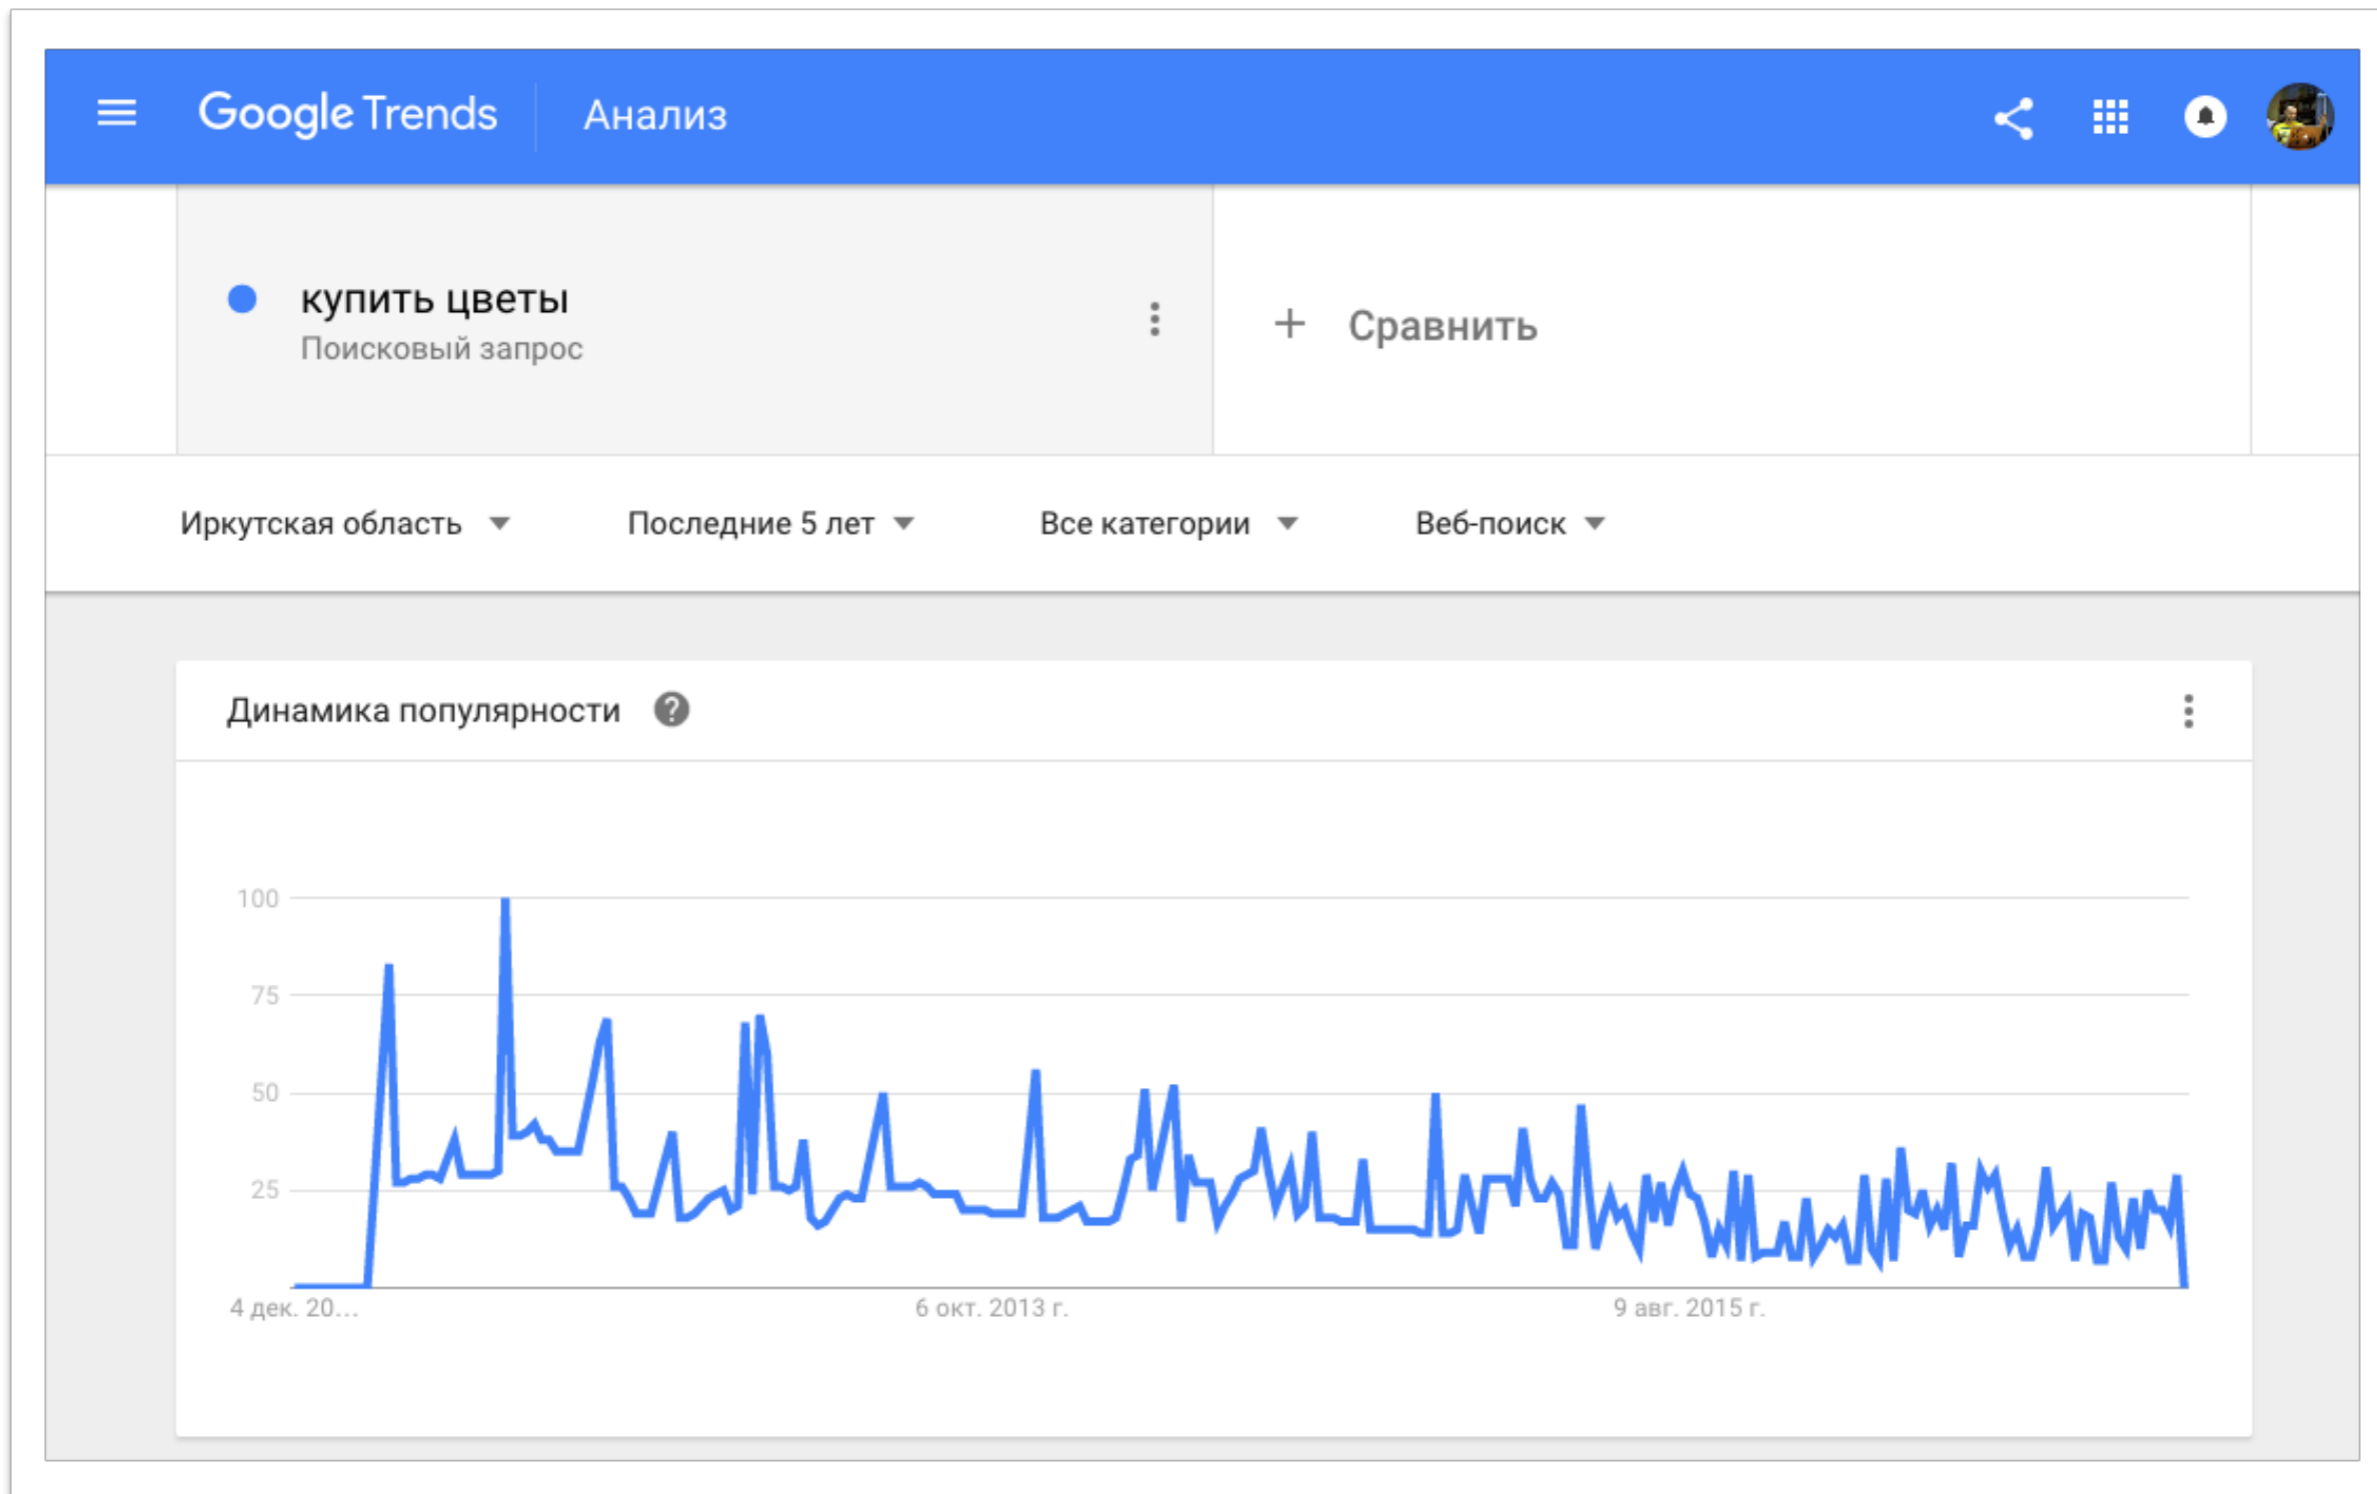 Google Trends Анализ
купить цветы
Поисковый запрос
+ Сравнить
Иркутская область Последние 5 лет Все категории Веб-поиск
Динамика популярности ?
100
75
50
25
4 дек. 20... 6 окт. 2013 г. 9 авг. 2015 г.